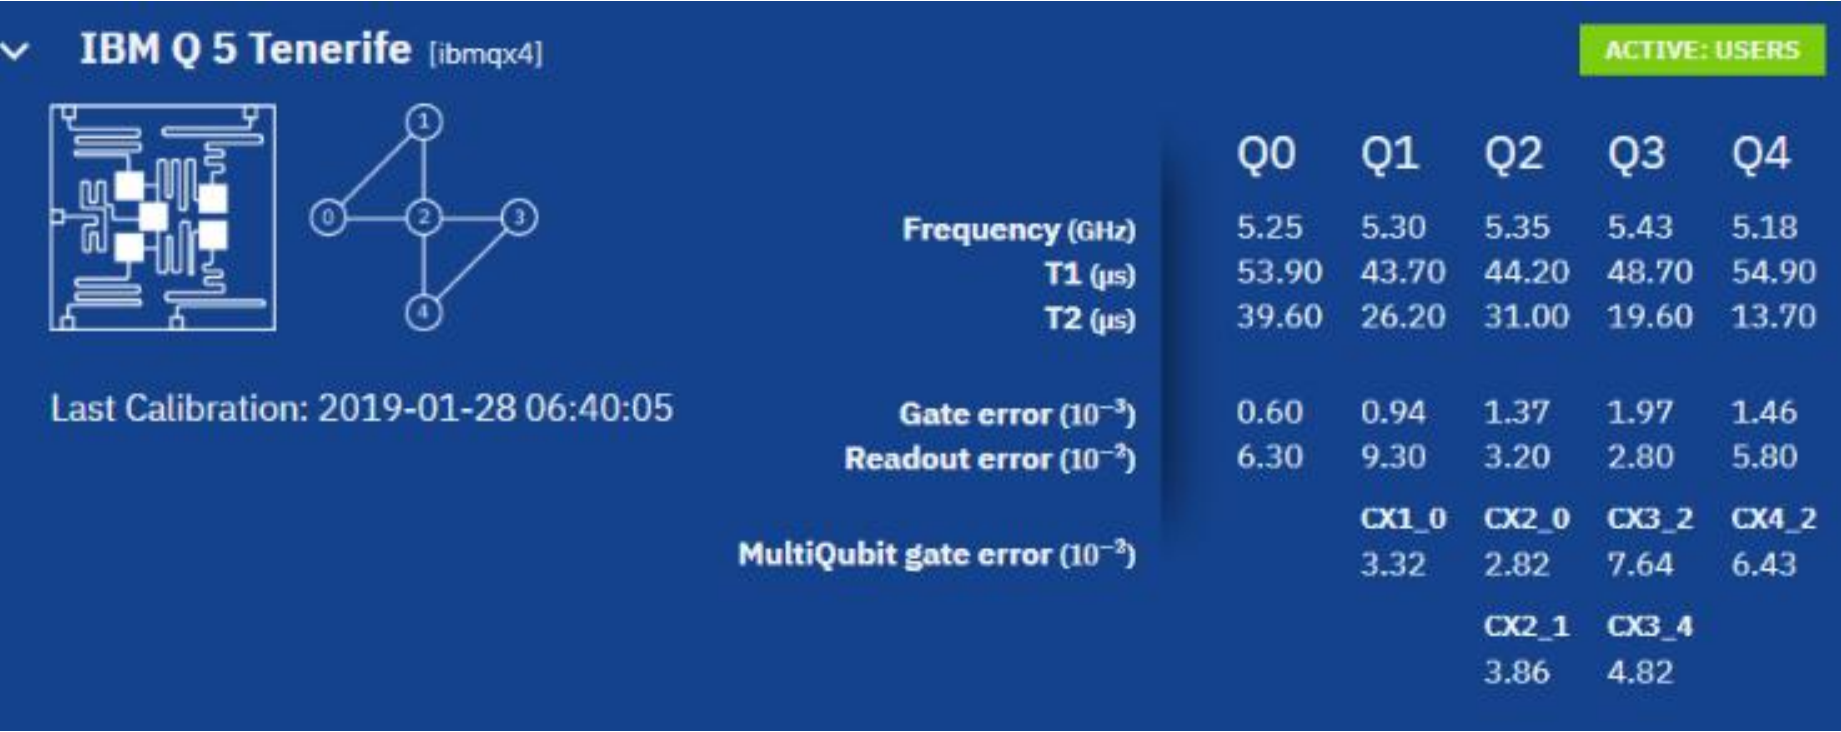 IBM Q 5 Tenerife [ibmqx4]
ACTIVE: USERS
1
0 2 3
4
Last Calibration: 2019-01-28 06:40:05
Q0 Q1 Q2 Q3 Q4
Frequency (GHz) 5.25 5.30 5.35 5.43 5.18
T1 (µs) 53.90 43.70 44.20 48.70 54.90
T2 (µs) 39.60 26.20 31.00 19.60 13.70
Gate error (10⁻³) 0.60 0.94 1.37 1.97 1.46
Readout error (10⁻²) 6.30 9.30 3.20 2.80 5.80
CX1_0 CX2_0 CX3_2 CX4_2
MultiQubit gate error (10⁻²) 3.32 2.82 7.64 6.43
CX2_1 CX3_4
3.86 4.82